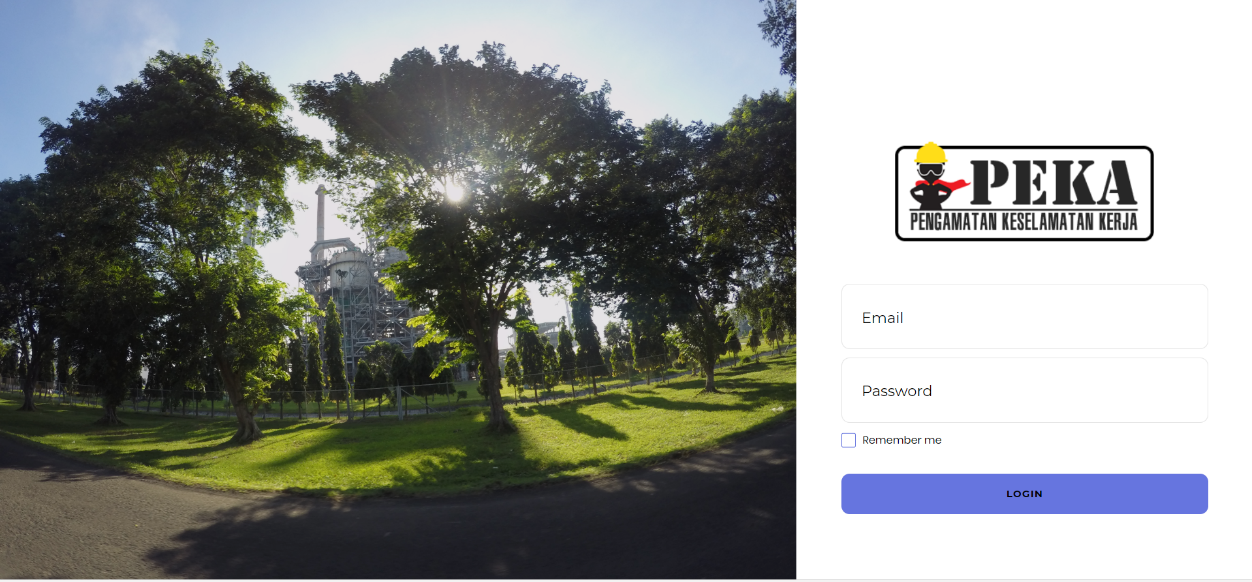 PEKA
PENGAMATAN KESELAMATAN KERJA
Email
Password
Remember me
LOGIN